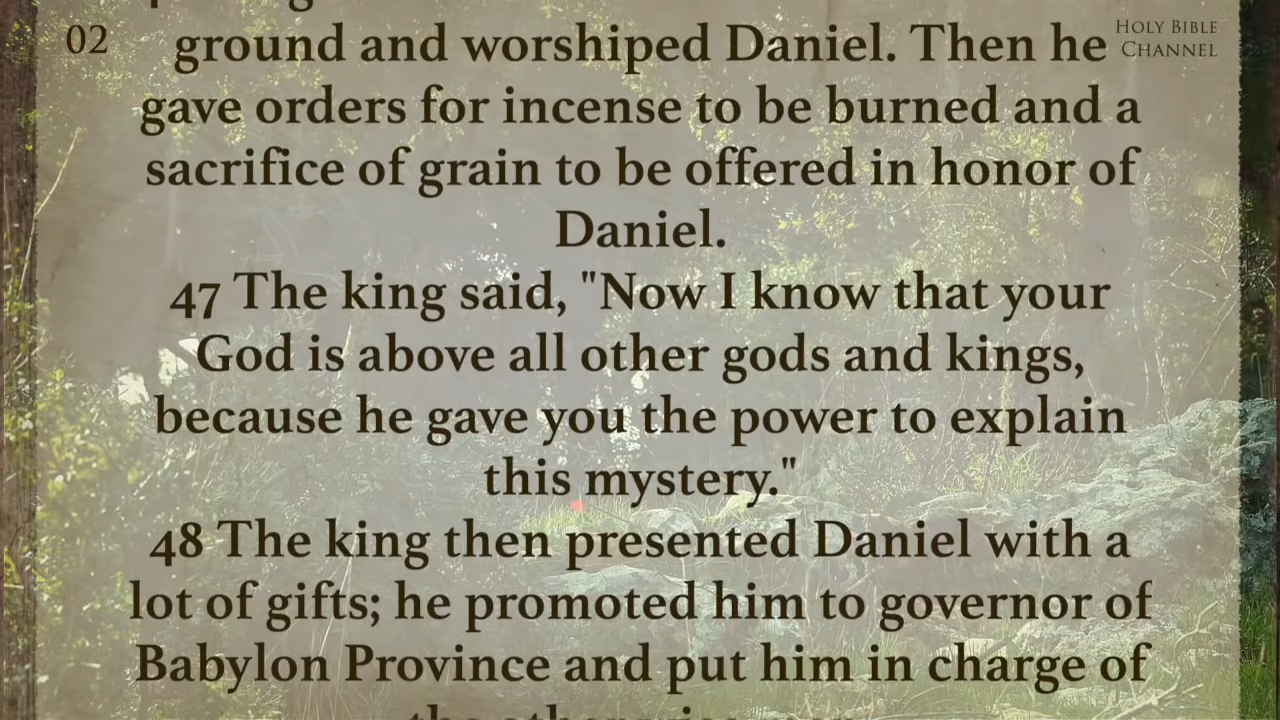 02
HOLY BIBLE
CHANNEL
ground and worshiped Daniel. Then he
gave orders for incense to be burned and a
sacrifice of grain to be offered in honor of
Daniel.
47 The king said, "Now I know that your
God is above all other gods and kings,
because he gave you the power to explain
this mystery."
48 The king then presented Daniel with a
lot of gifts; he promoted him to governor of
Babylon Province and put him in charge of